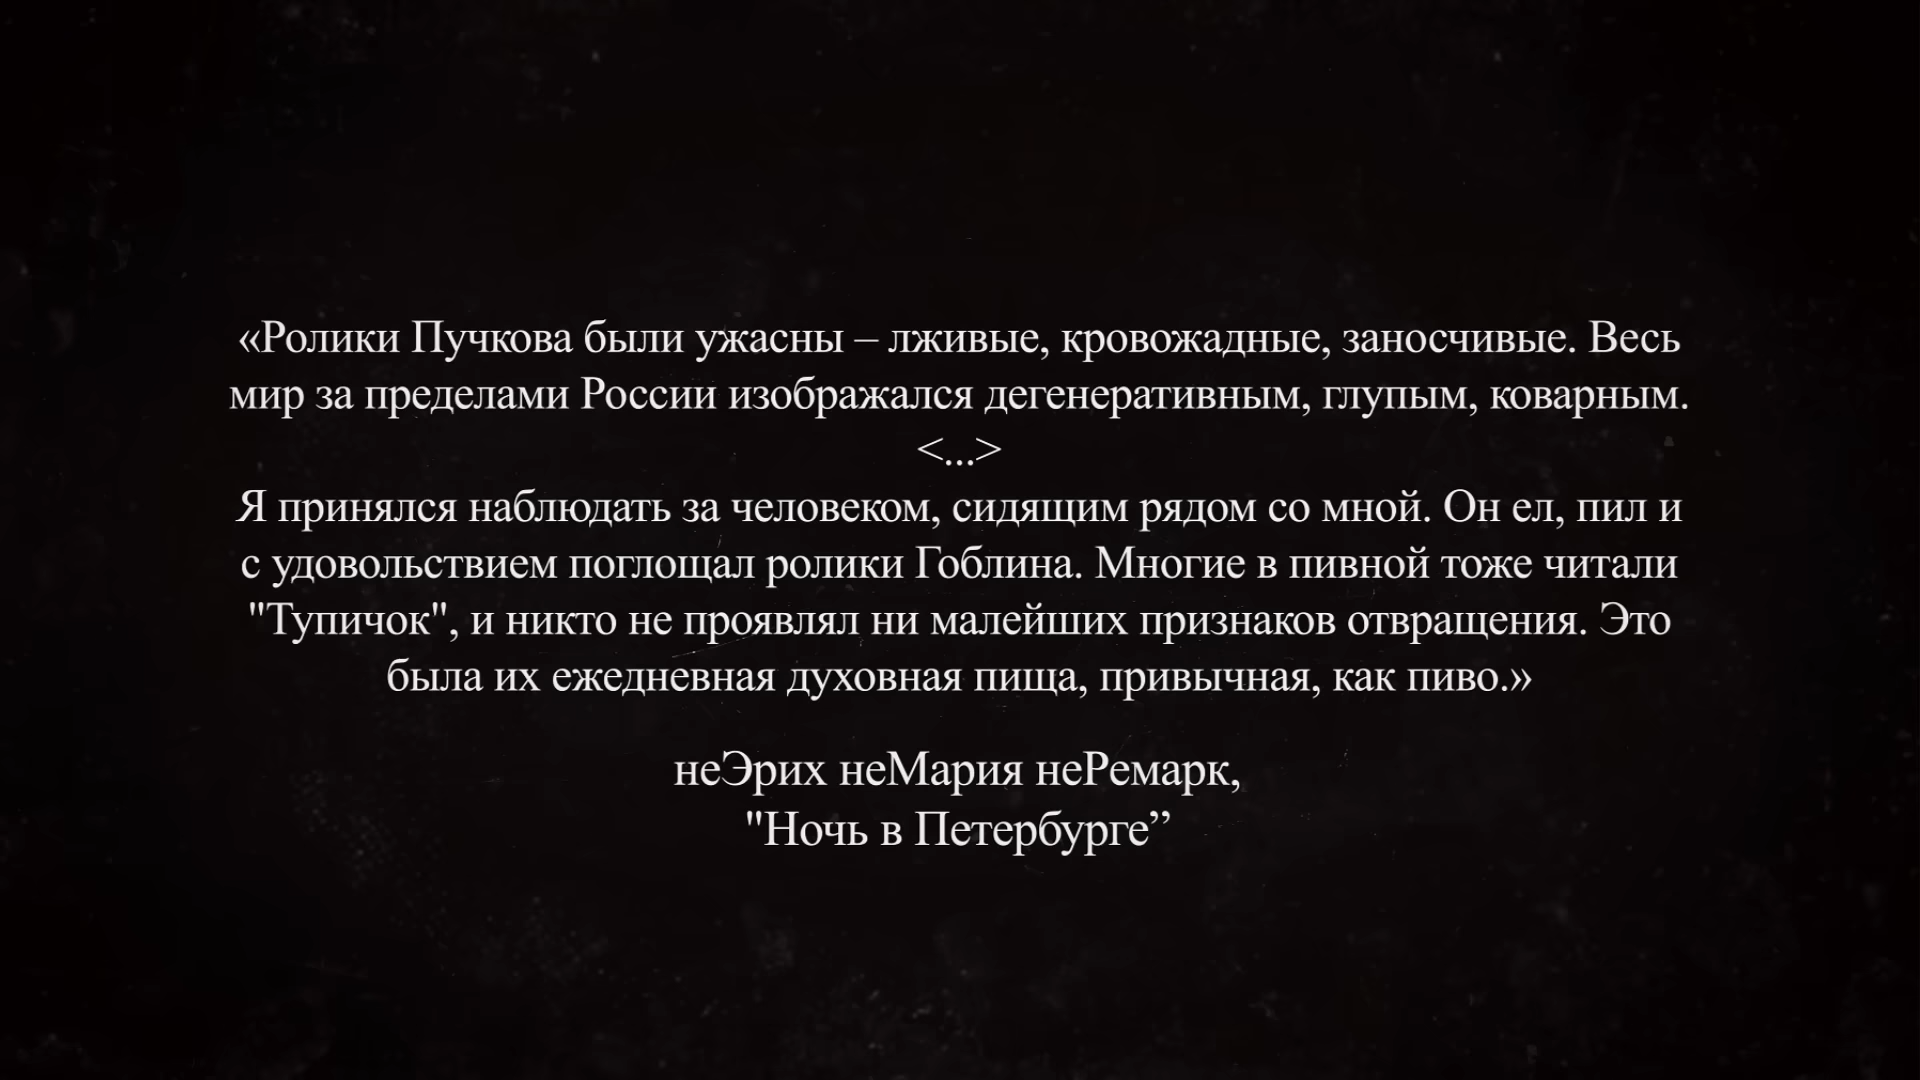 «Ролики Пучкова были ужасны – лживые, кровожадные, заносчивые. Весь
мир за пределами России изображался дегенеративным, глупым, коварным.
<...>
Я принялся наблюдать за человеком, сидящим рядом со мной. Он ел, пил и
с удовольствием поглощал ролики Гоблина. Многие в пивной тоже читали
"Тупичок", и никто не проявлял ни малейших признаков отвращения. Это
была их ежедневная духовная пища, привычная, как пиво.»
неЭрих неМария неРемарк,
"Ночь в Петербурге”